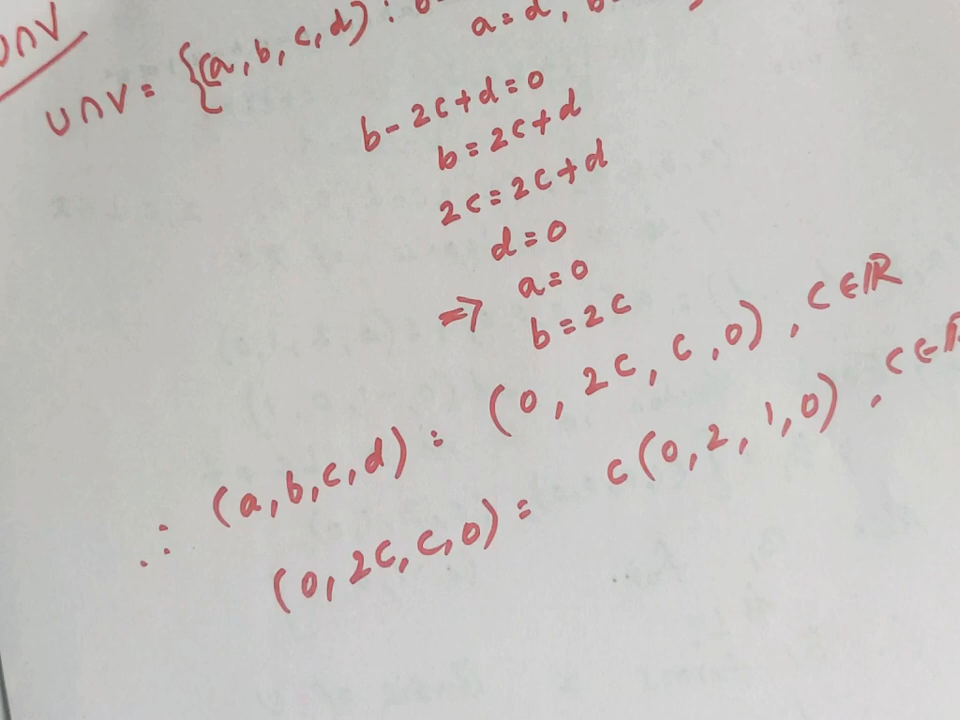 U∩V
U∩V = {(a, b, c, d) :
a = d,
b - 2c + d = 0
b = 2c + d
2c = 2c + d
d = 0
⇒ a = 0
b = 2c
∴ (a, b, c, d) = (0, 2c, c, 0), c ∈ ℝ
(0, 2c, c, 0) = c(0, 2, 1, 0), c ∈ ℝ